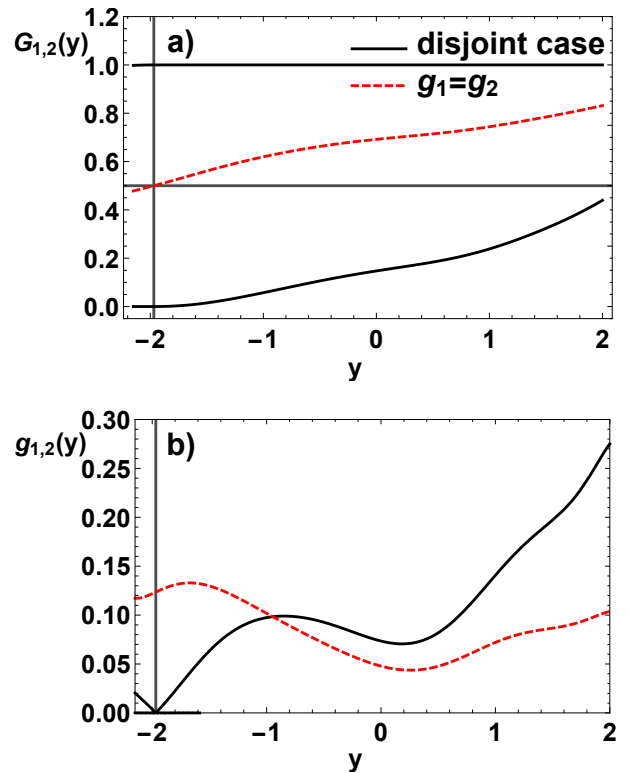 G1,2(y)
a)
disjoint case
g1=g2
1.2
1.0
0.8
0.6
0.4
0.2
0.0
−2 −1 0 1 2
y
g1,2(y)
b)
0.30
0.25
0.20
0.15
0.10
0.05
0.00
−2 −1 0 1 2
y